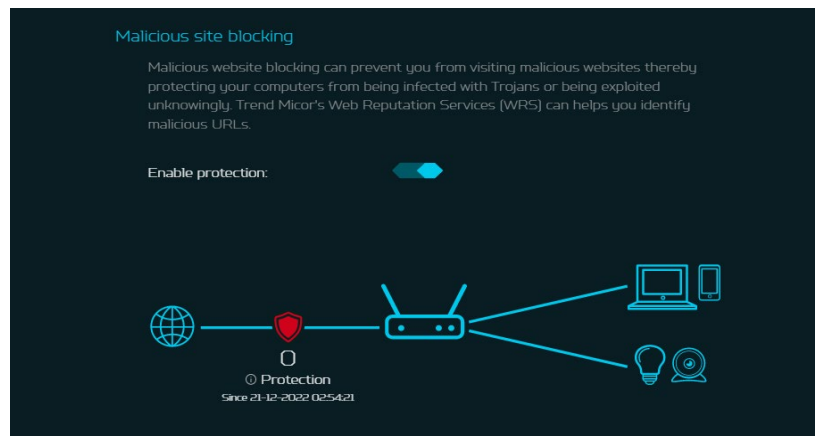 Malicious site blocking
Malicious website blocking can prevent you from visiting malicious websites thereby
protecting your computers from being infected with Trojans or being exploited
unknowingly. Trend Micor's Web Reputation Services (WRS) can helps you identify
malicious URLs.
Enable protection:
0
Protection
Since 21-12-2022 02:54:21